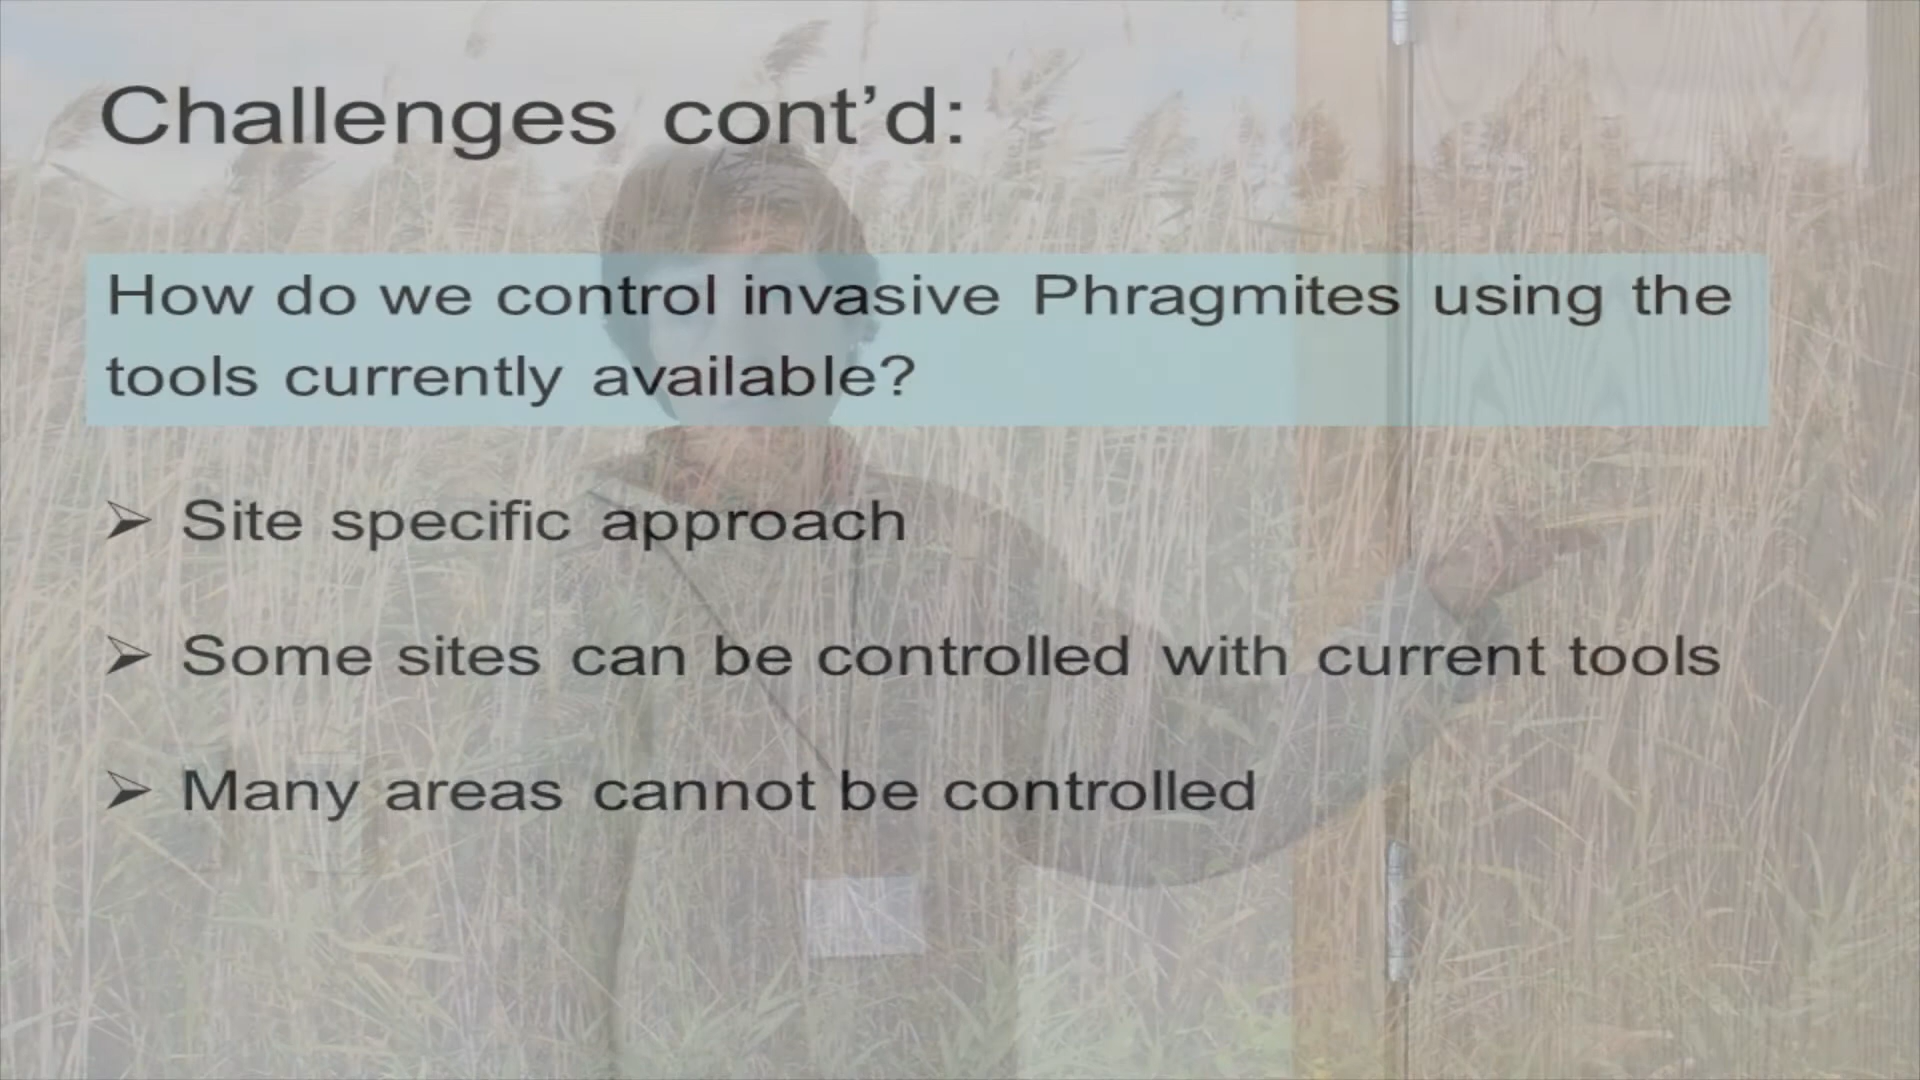 Challenges cont’d:
How do we control invasive Phragmites using the
tools currently available?
➢ Site specific approach
➢ Some sites can be controlled with current tools
➢ Many areas cannot be controlled